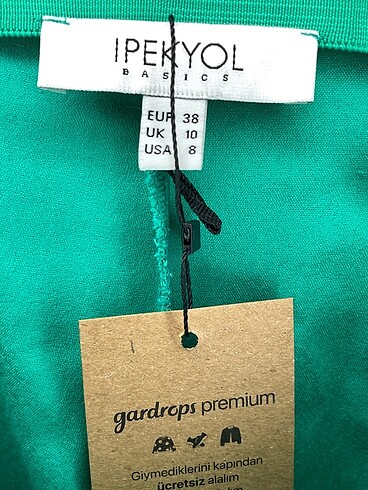 IPEKYOL
BASICS
EUR 38
UK 10
USA 8
gardrops premium
Giymediklerini kapından
ücretsiz alalım